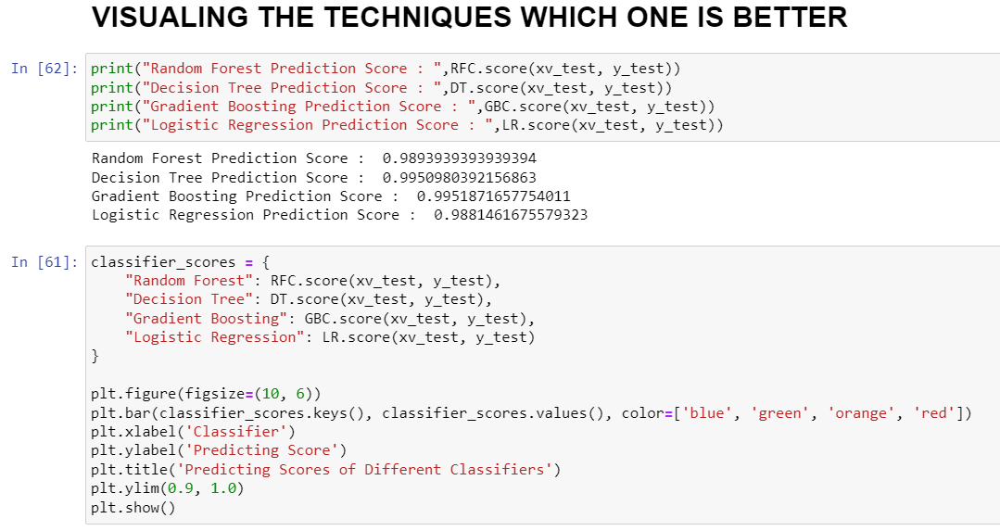 VISUALING THE TECHNIQUES WHICH ONE IS BETTER
In [62]: print("Random Forest Prediction Score : ",RFC.score(xv_test, y_test))
print("Decision Tree Prediction Score : ",DT.score(xv_test, y_test))
print("Gradient Boosting Prediction Score : ",GBC.score(xv_test, y_test))
print("Logistic Regression Prediction Score : ",LR.score(xv_test, y_test))
Random Forest Prediction Score :  0.9893939393939394
Decision Tree Prediction Score :  0.9950980392156863
Gradient Boosting Prediction Score :  0.9951871657754011
Logistic Regression Prediction Score :  0.9881461675579323
In [61]: classifier_scores = {
    "Random Forest": RFC.score(xv_test, y_test),
    "Decision Tree": DT.score(xv_test, y_test),
    "Gradient Boosting": GBC.score(xv_test, y_test),
    "Logistic Regression": LR.score(xv_test, y_test)
}
plt.figure(figsize=(10, 6))
plt.bar(classifier_scores.keys(), classifier_scores.values(), color=['blue', 'green', 'orange', 'red'])
plt.xlabel('Classifier')
plt.ylabel('Predicting Score')
plt.title('Predicting Scores of Different Classifiers')
plt.ylim(0.9, 1.0)
plt.show()